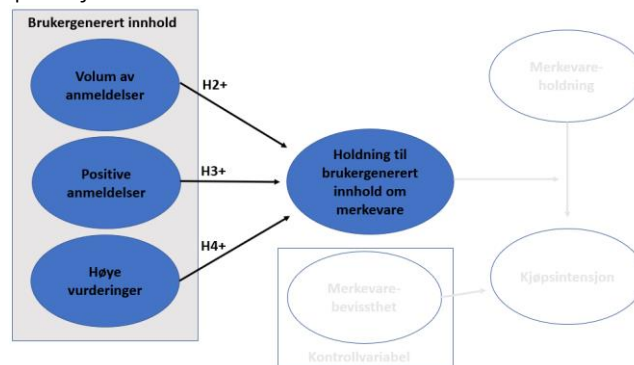 Brukergenerert innhold
Volum av
anmeldelser
H2+
Positive
anmeldelser
H3+
Høye
vurderinger
H4+
Holdning til
brukergenerert
innhold om
merkevare
Merkevare-
holdning
Kjøpsintensjon
Merkevare-
bevissthet
Kontrollvariabel